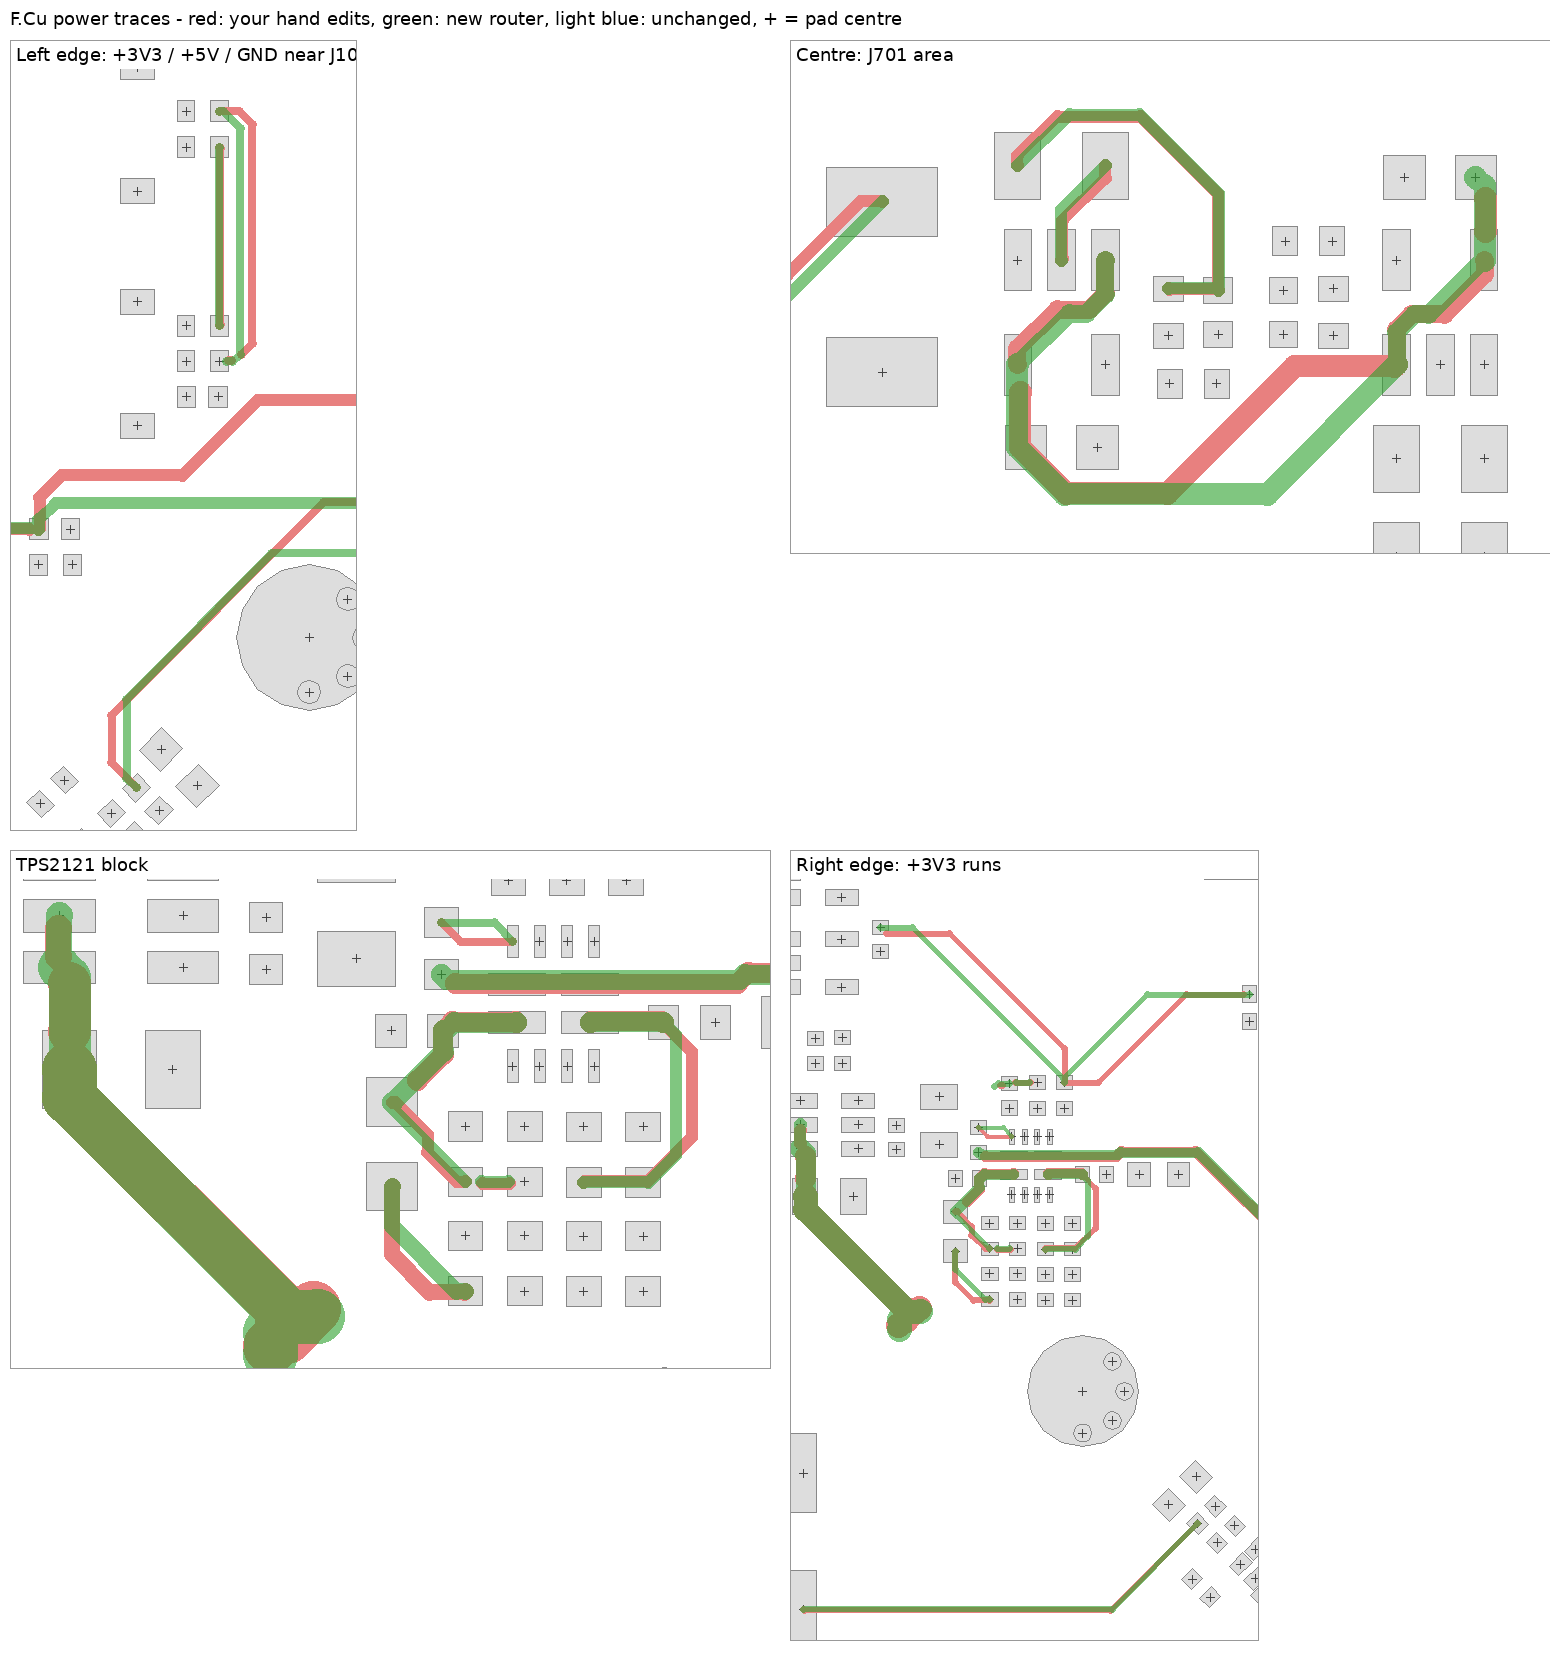 F.Cu power traces - red: your hand edits, green: new router, light blue: unchanged, + = pad centre
Left edge: +3V3 / +5V / GND near J10
Centre: J701 area
TPS2121 block
Right edge: +3V3 runs